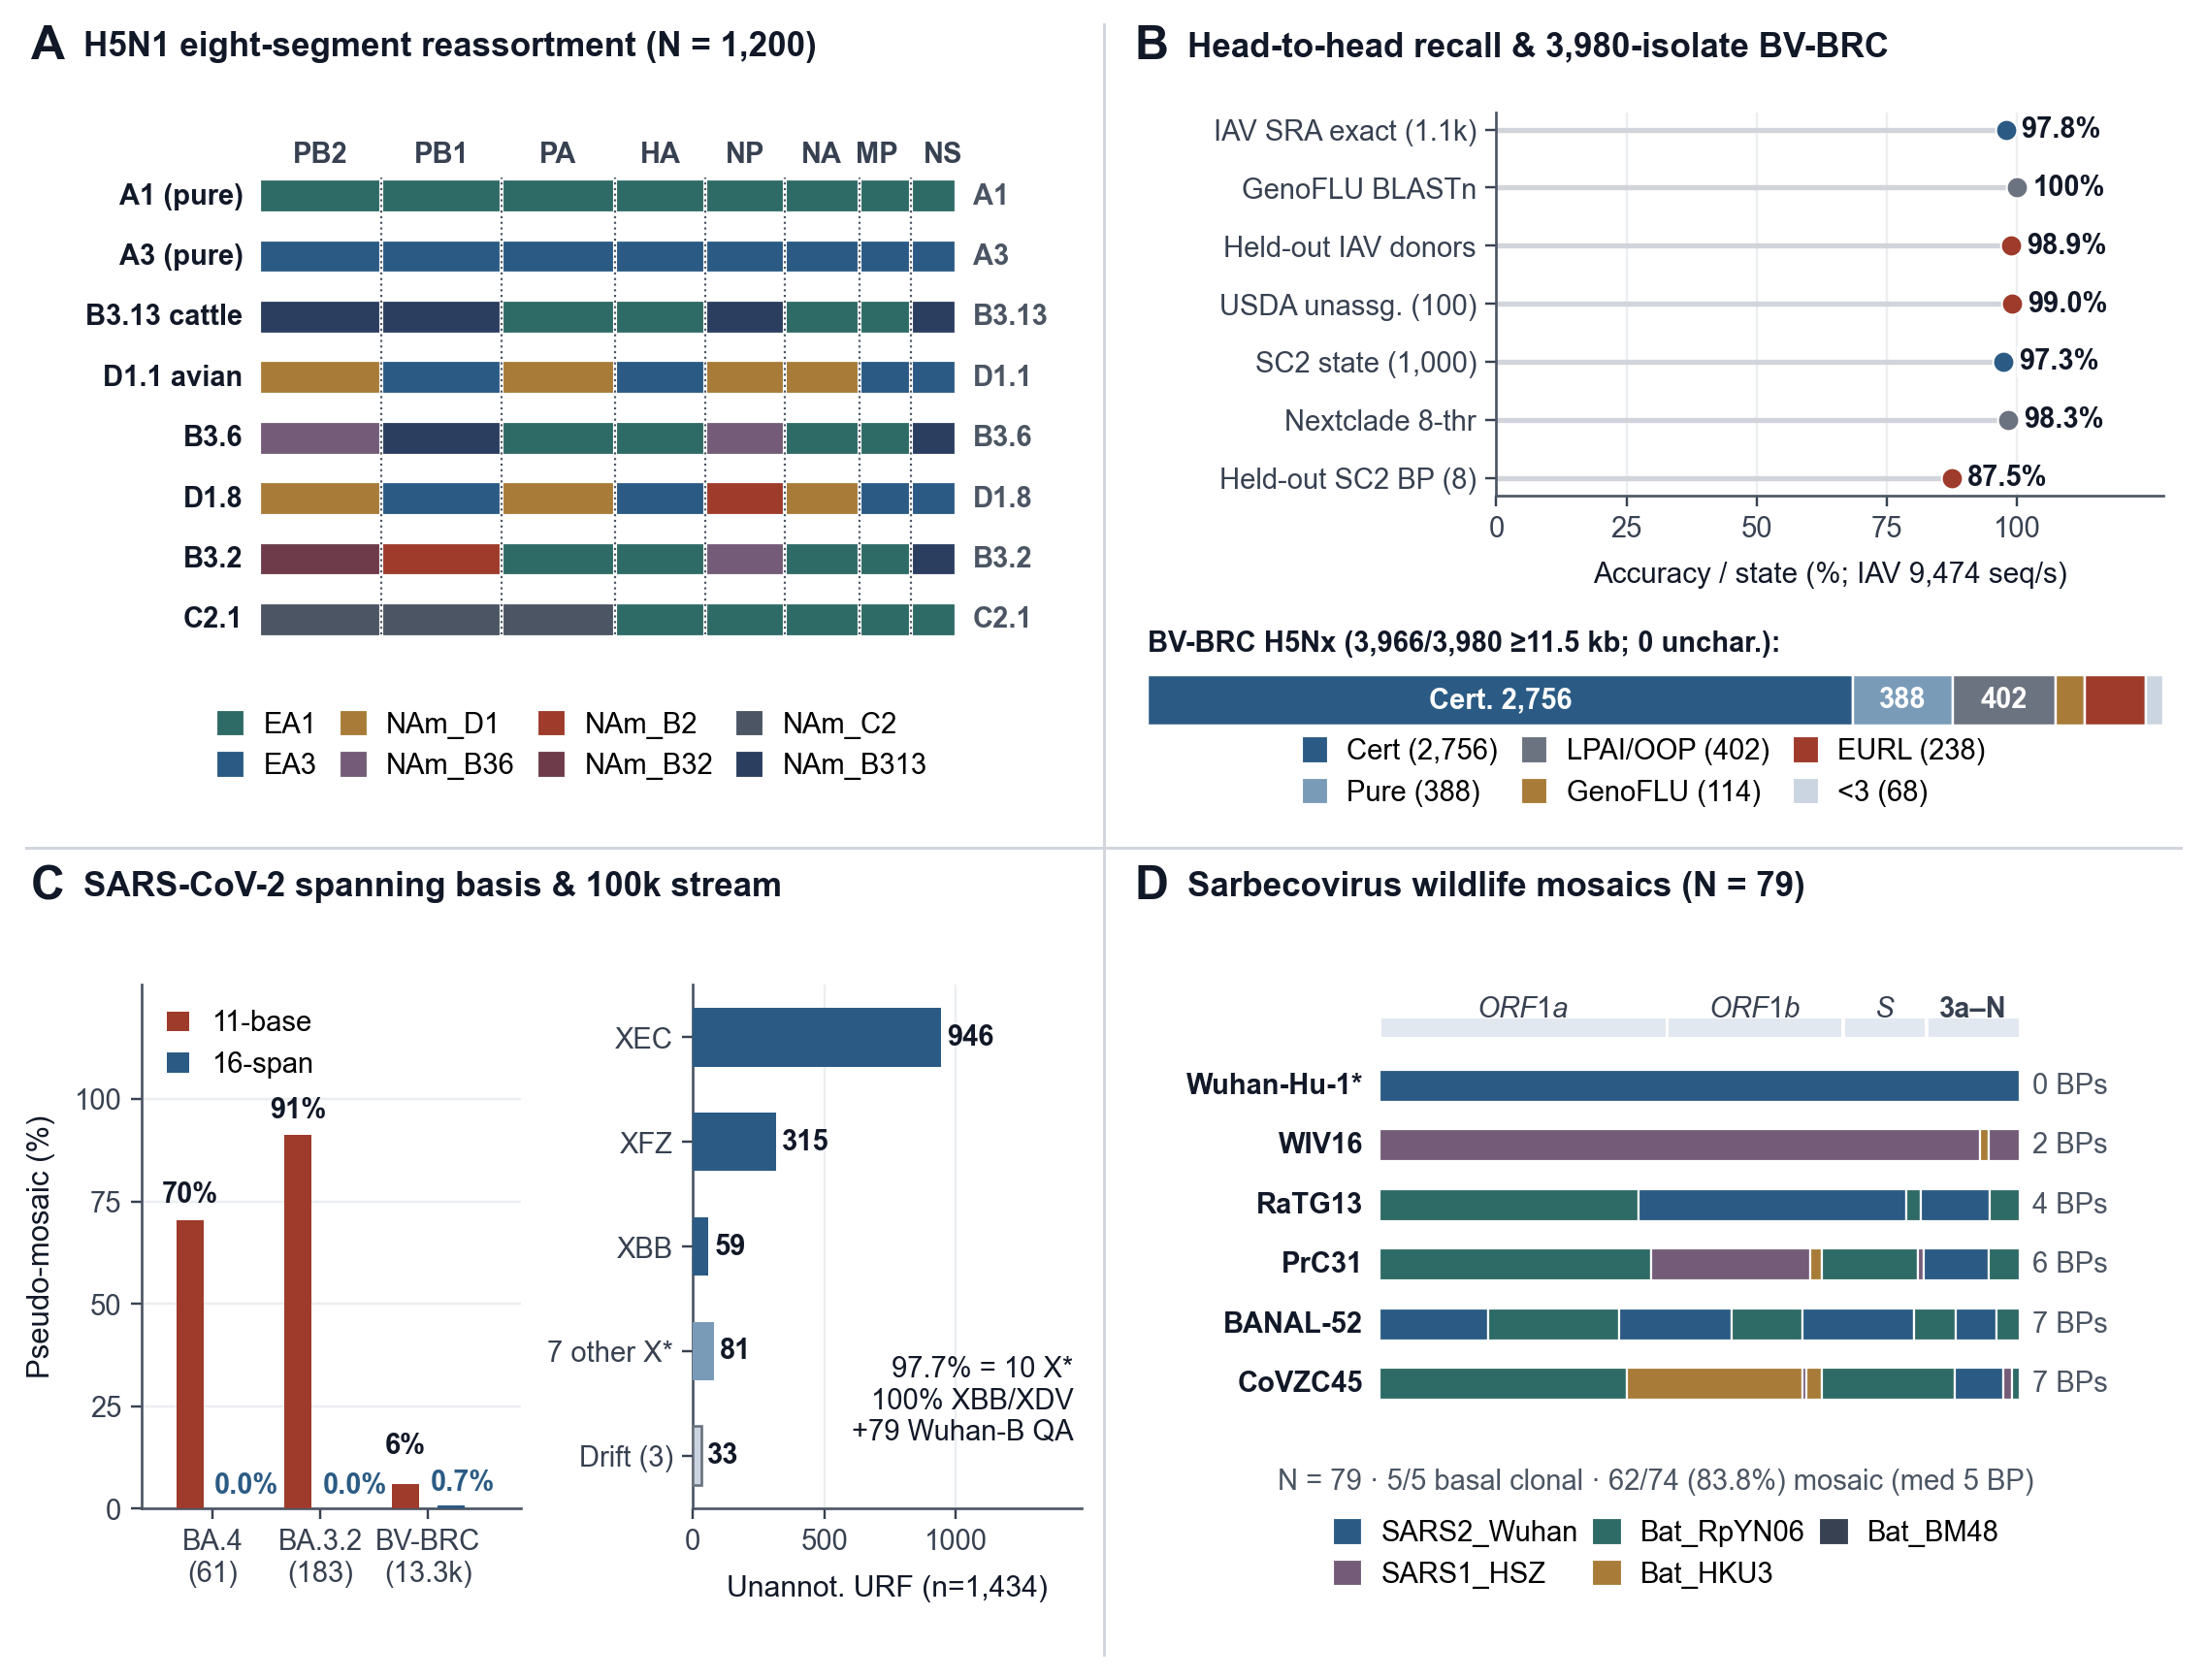 A H5N1 eight-segment reassortment (N = 1,200)
PB2 PB1 PA HA NP NA MP NS
A1 (pure) A1
A3 (pure) A3
B3.13 cattle B3.13
D1.1 avian D1.1
B3.6 B3.6
D1.8 D1.8
B3.2 B3.2
C2.1 C2.1
EA1 NAm_D1 NAm_B2 NAm_C2
EA3 NAm_B36 NAm_B32 NAm_B313
B Head-to-head recall & 3,980-isolate BV-BRC
IAV SRA exact (1.1k) 97.8%
GenoFLU BLASTn 100%
Held-out IAV donors 98.9%
USDA unassg. (100) 99.0%
SC2 state (1,000) 97.3%
Nextclade 8-thr 98.3%
Held-out SC2 BP (8) 87.5%
0 25 50 75 100
Accuracy / state (%; IAV 9,474 seq/s)
BV-BRC H5Nx (3,966/3,980 ≥11.5 kb; 0 unchar.):
Cert. 2,756 388 402
Cert (2,756) LPAI/OOP (402) EURL (238)
Pure (388) GenoFLU (114) <3 (68)
C SARS-CoV-2 spanning basis & 100k stream
11-base
16-span
Pseudo-mosaic (%)
100
75
50
25
0
70% 0.0% 91% 0.0% 6% 0.7%
BA.4 BA.3.2 BV-BRC
(61) (183) (13.3k)
XEC 946
XFZ 315
XBB 59
7 other X* 81
Drift (3) 33
97.7% = 10 X*
100% XBB/XDV
+79 Wuhan-B QA
0 500 1000
Unannot. URF (n=1,434)
D Sarbecovirus wildlife mosaics (N = 79)
ORF1a ORF1b S 3a–N
Wuhan-Hu-1* 0 BPs
WIV16 2 BPs
RaTG13 4 BPs
PrC31 6 BPs
BANAL-52 7 BPs
CoVZC45 7 BPs
N = 79 · 5/5 basal clonal · 62/74 (83.8%) mosaic (med 5 BP)
SARS2_Wuhan Bat_RpYN06 Bat_BM48
SARS1_HSZ Bat_HKU3